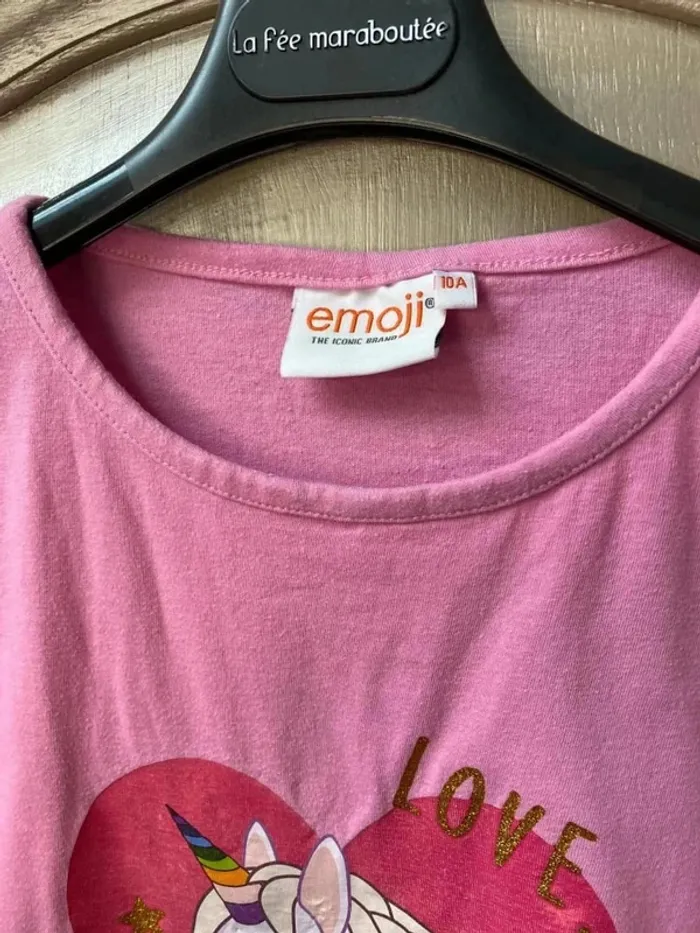 La fée maraboutée
10A
emoji®
THE ICONIC BRAND
LOVE